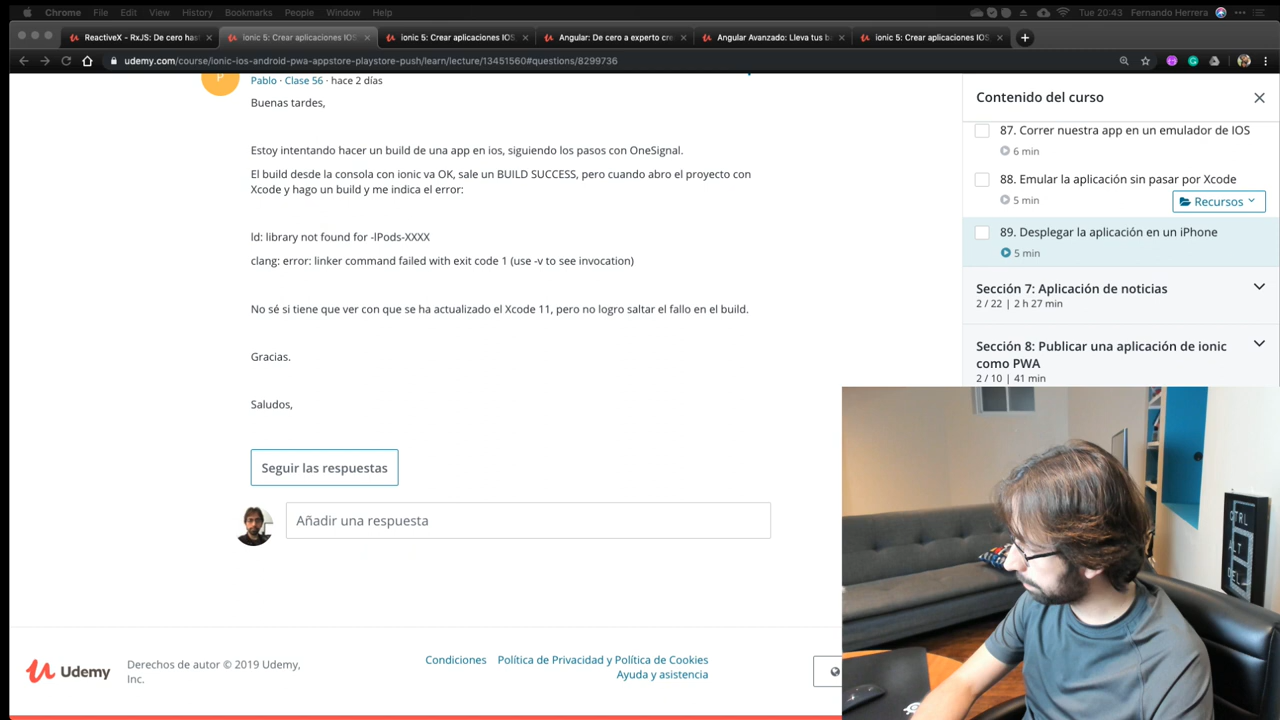 Chrome File Edit View History Bookmarks People Window Help
Tue 20:43 Fernando Herrera
ReactiveX - RxJS: De cero has
ionic 5: Crear aplicaciones IOS
ionic 5: Crear aplicaciones IOS
Angular: De cero a experto cre
Angular Avanzado: Lleva tus b
ionic 5: Crear aplicaciones IOS
udemy.com/course/ionic-ios-android-pwa-appstore-playstore-push/learn/lecture/13451560#questions/8299736
P
Pablo · Clase 56 · hace 2 días
Buenas tardes,
Estoy intentando hacer un build de una app en ios, siguiendo los pasos con OneSignal.
El build desde la consola con ionic va OK, sale un BUILD SUCCESS, pero cuando abro el proyecto con
Xcode y hago un build y me indica el error:
ld: library not found for -lPods-XXXX
clang: error: linker command failed with exit code 1 (use -v to see invocation)
No sé si tiene que ver con que se ha actualizado el Xcode 11, pero no logro saltar el fallo en el build.
Gracias.
Saludos,
Seguir las respuestas
Añadir una respuesta
Contenido del curso
87. Correr nuestra app en un emulador de IOS
6 min
88. Emular la aplicación sin pasar por Xcode
5 min
Recursos
89. Desplegar la aplicación en un iPhone
5 min
Sección 7: Aplicación de noticias
2 / 22 | 2 h 27 min
Sección 8: Publicar una aplicación de ionic
como PWA
2 / 10 | 41 min
CTRL
ALT
DEL
Udemy
Derechos de autor © 2019 Udemy,
Inc.
Condiciones
Política de Privacidad y Política de Cookies
Ayuda y asistencia